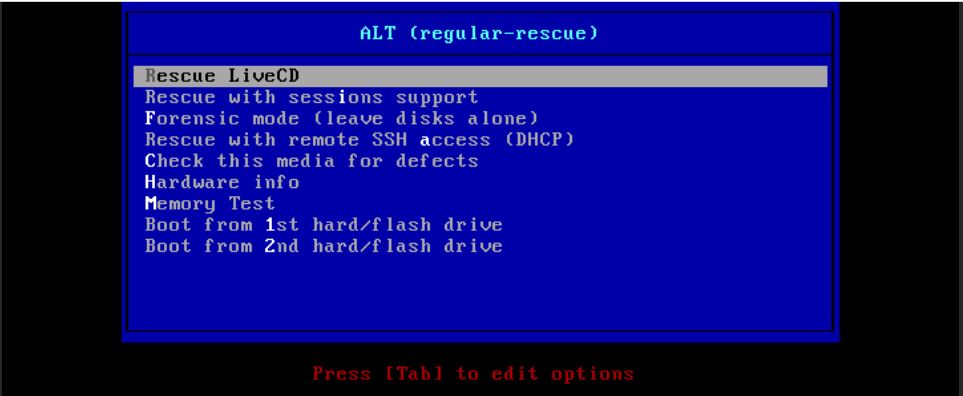 ALT (regular-rescue)
Rescue LiveCD
Rescue with sessions support
Forensic mode (leave disks alone)
Rescue with remote SSH access (DHCP)
Check this media for defects
Hardware info
Memory Test
Boot from 1st hard/flash drive
Boot from 2nd hard/flash drive
Press [Tab] to edit options